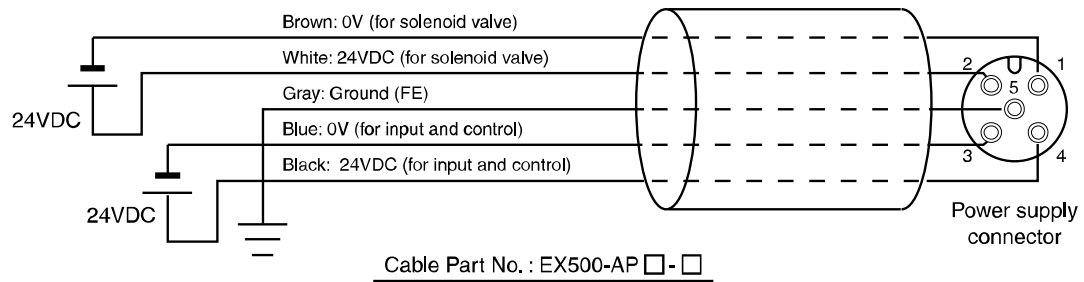 Brown: 0V (for solenoid valve)
White: 24VDC (for solenoid valve)
Gray: Ground (FE)
Blue: 0V (for input and control)
Black: 24VDC (for input and control)
24VDC
24VDC
2
1
5
3
4
Power supply
connector
Cable Part No. : EX500-AP □ - □